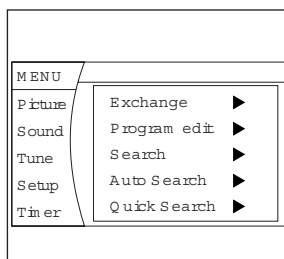 MENU
Picture
Sound
Tune
Setup
Timer
Exchange ▶
Program edit ▶
Search ▶
Auto Search ▶
Quick Search ▶